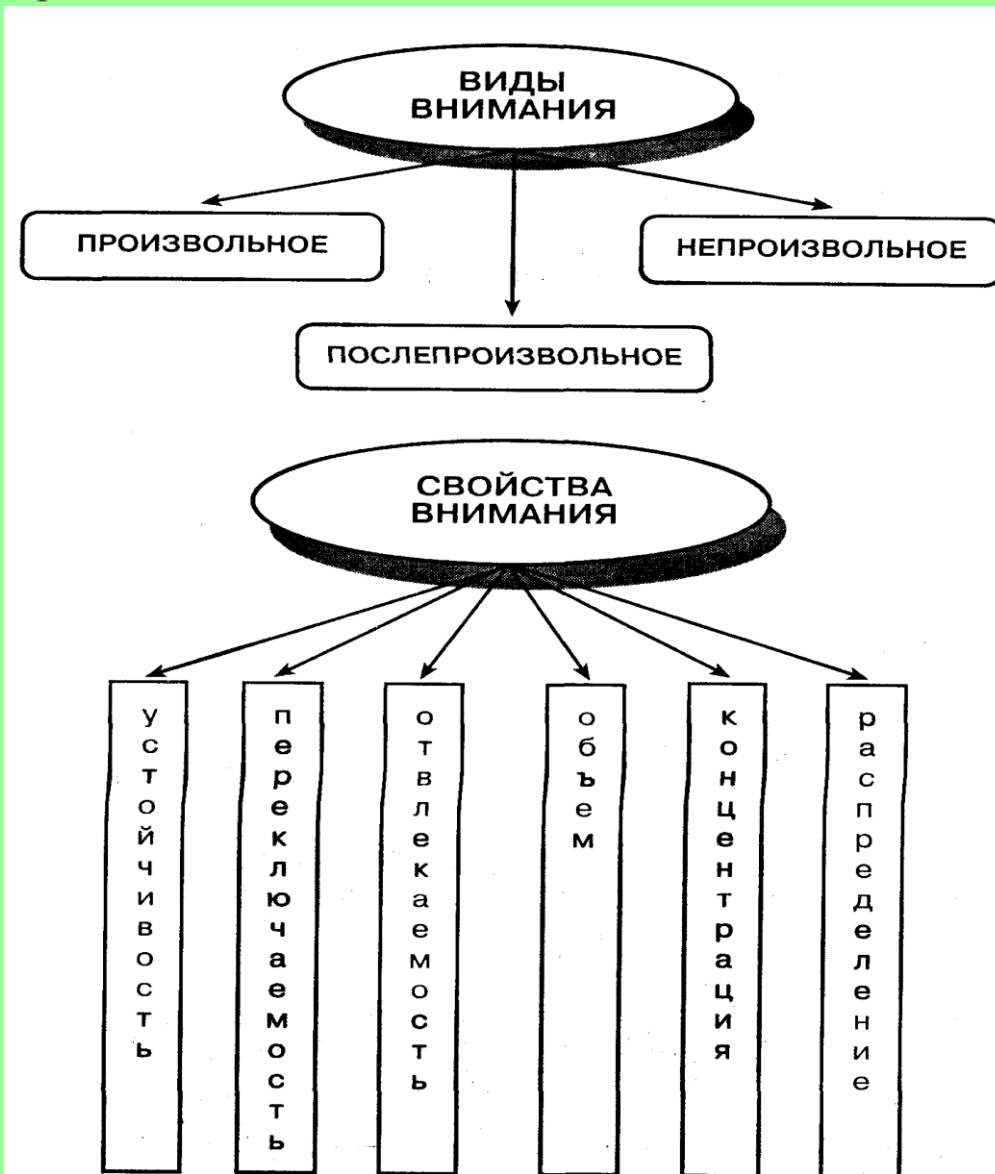 ВИДЫ
ВНИМАНИЯ
ПРОИЗВОЛЬНОЕ
НЕПРОИЗВОЛЬНОЕ
ПОСЛЕПРОИЗВОЛЬНОЕ
СВОЙСТВА
ВНИМАНИЯ
устойчивость
переключаемость
отвлекаемость
объем
концентрация
распределение